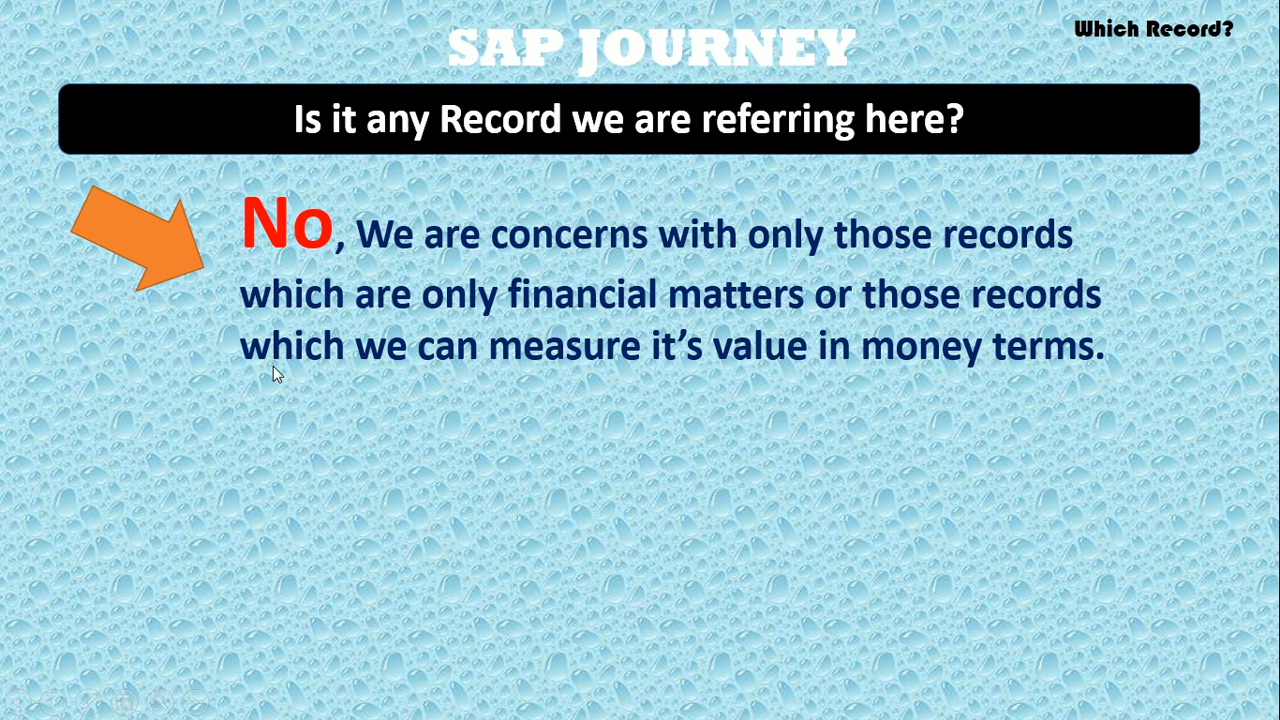 Which Record?
SAP JOURNEY
Is it any Record we are referring here?
No, We are concerns with only those records
which are only financial matters or those records
which we can measure it’s value in money terms.